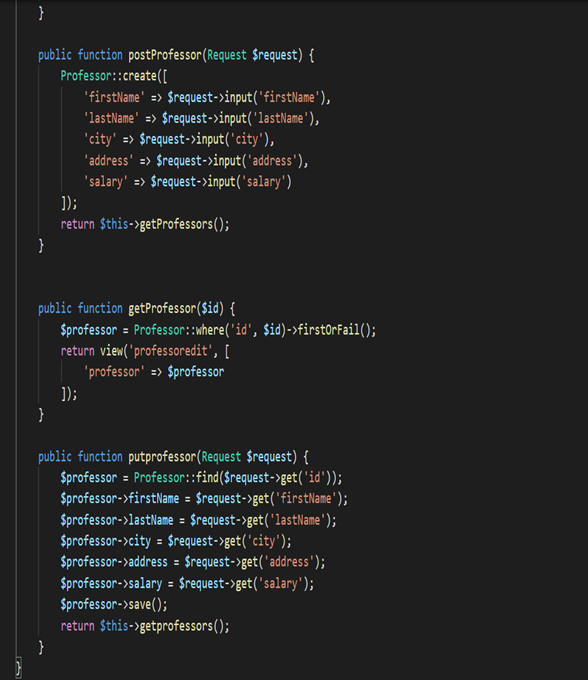 }
public function postProfessor(Request $request) {
Professor::create([
'firstName' => $request->input('firstName'),
'lastName' => $request->input('lastName'),
'city' => $request->input('city'),
'address' => $request->input('address'),
'salary' => $request->input('salary')
]);
return $this->getProfessors();
}
public function getProfessor($id) {
$professor = Professor::where('id', $id)->firstOrFail();
return view('professoredit', [
'professor' => $professor
]);
}
public function putprofessor(Request $request) {
$professor = Professor::find($request->get('id'));
$professor->firstName = $request->get('firstName');
$professor->lastName = $request->get('lastName');
$professor->city = $request->get('city');
$professor->address = $request->get('address');
$professor->salary = $request->get('salary');
$professor->save();
return $this->getprofessors();
}
}